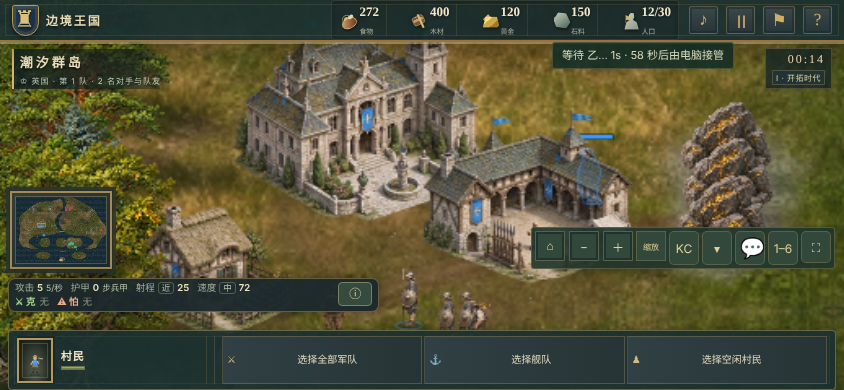 边境王国
272
食物
400
木材
120
黄金
150
石料
12/30
人口
?
潮汐群岛
英国 · 第 1 队 · 2 名对手与队友
等待 乙... 1s · 58 秒后由电脑接管
00:14
I · 开拓时代
缩放
KC
1–6
攻击 5 5/秒 护甲 0 步兵甲 射程 近 25 速度 中 72
克 无 怕 无
村民
选择全部军队
选择舰队
选择空闲村民